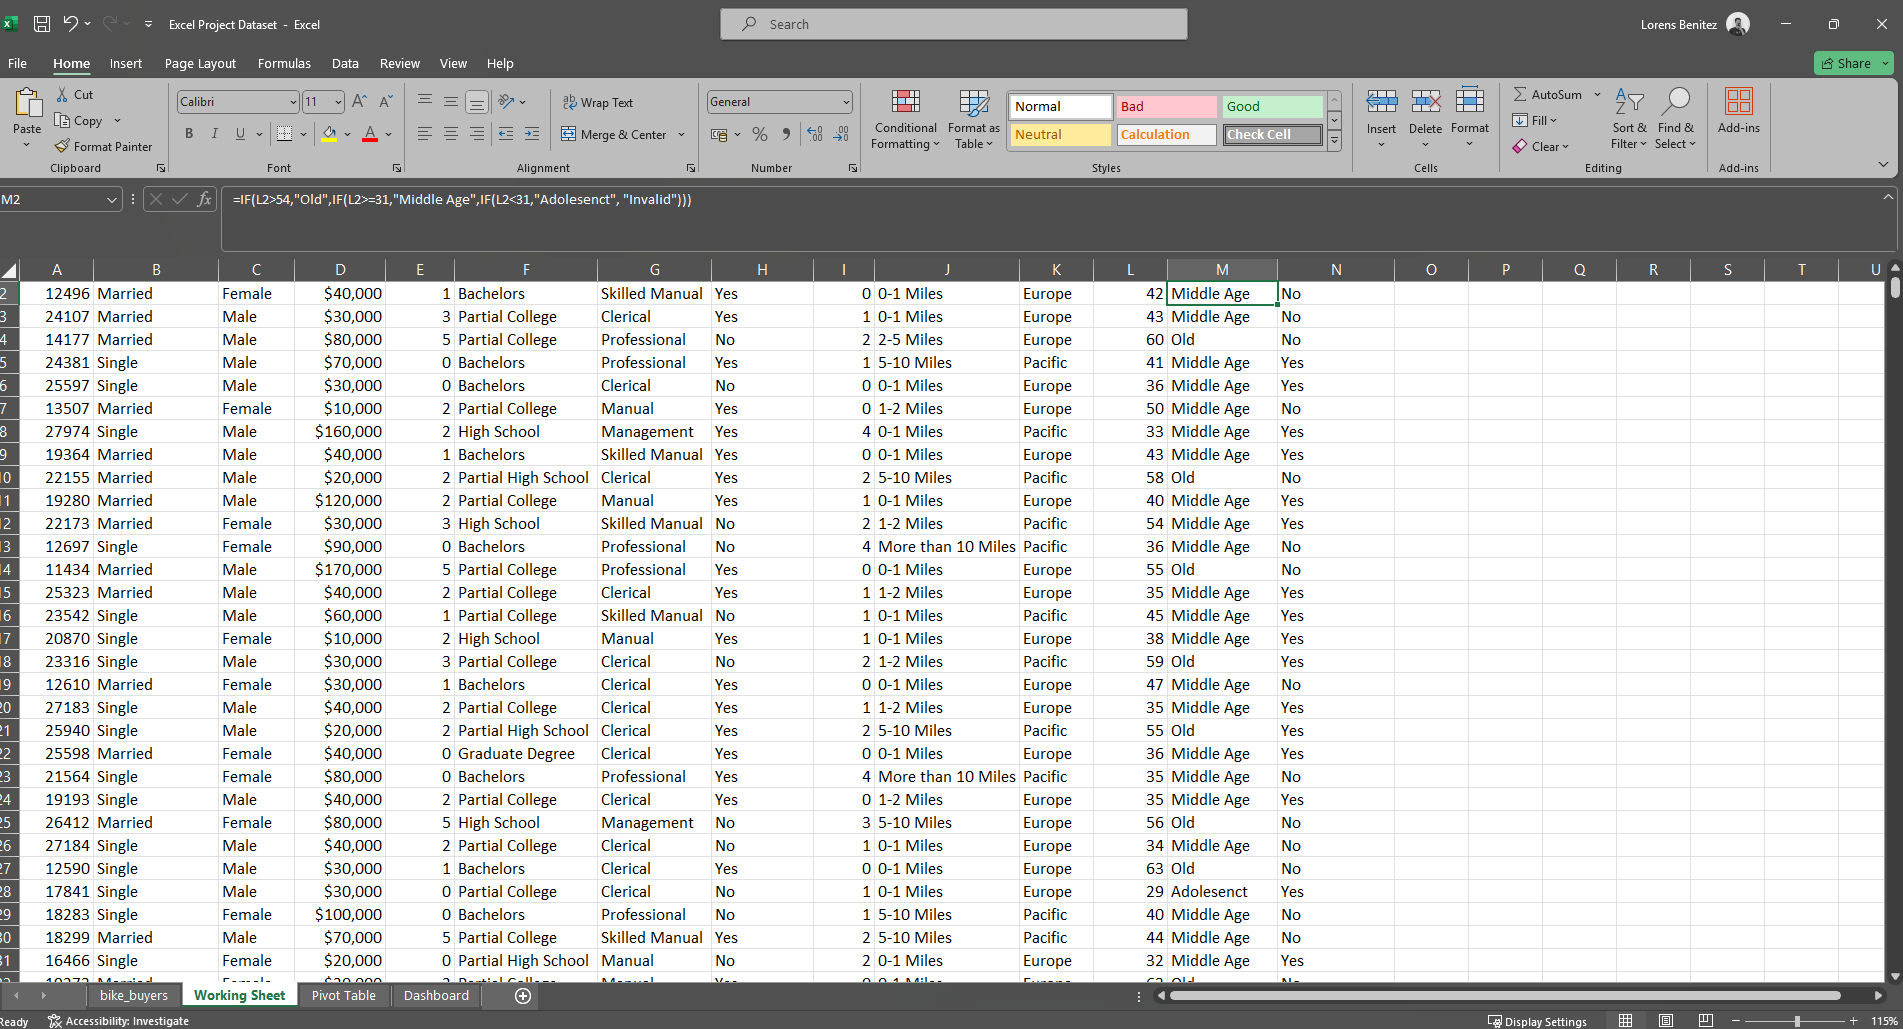 Excel Project Dataset - Excel
Search
Lorens Benitez
File Home Insert Page Layout Formulas Data Review View Help
Share
Paste
Cut
Copy
Format Painter
Clipboard
Calibri 11
B I U
Font
Wrap Text
Merge & Center
Alignment
General
Number
Conditional Formatting
Format as Table
Normal Bad Good
Neutral Calculation Check Cell
Styles
Insert Delete Format
Cells
AutoSum
Fill
Clear
Sort & Filter
Find & Select
Editing
Add-ins
Add-ins
M2
fx
=IF(L2>54,"Old",IF(L2>=31,"Middle Age",IF(L2<31,"Adolesenct", "Invalid")))
A B C D E F G H I J K L M N O P Q R S T U
2 12496 Married Female $40,000 1 Bachelors Skilled Manual Yes 0 0-1 Miles Europe 42 Middle Age No
3 24107 Married Male $30,000 3 Partial College Clerical Yes 1 0-1 Miles Europe 43 Middle Age No
4 14177 Married Male $80,000 5 Partial College Professional No 2 2-5 Miles Europe 60 Old No
5 24381 Single Male $70,000 0 Bachelors Professional Yes 1 5-10 Miles Pacific 41 Middle Age Yes
6 25597 Single Male $30,000 0 Bachelors Clerical No 0 0-1 Miles Europe 36 Middle Age Yes
7 13507 Married Female $10,000 2 Partial College Manual Yes 0 1-2 Miles Europe 50 Middle Age No
8 27974 Single Male $160,000 2 High School Management Yes 4 0-1 Miles Pacific 33 Middle Age Yes
9 19364 Married Male $40,000 1 Bachelors Skilled Manual Yes 0 0-1 Miles Europe 43 Middle Age Yes
10 22155 Married Male $20,000 2 Partial High School Clerical Yes 2 5-10 Miles Pacific 58 Old No
11 19280 Married Male $120,000 2 Partial College Manual Yes 1 0-1 Miles Europe 40 Middle Age Yes
12 22173 Married Female $30,000 3 High School Skilled Manual No 2 1-2 Miles Pacific 54 Middle Age Yes
13 12697 Single Female $90,000 0 Bachelors Professional No 4 More than 10 Miles Pacific 36 Middle Age No
14 11434 Married Male $170,000 5 Partial College Professional Yes 0 0-1 Miles Europe 55 Old No
15 25323 Married Male $40,000 2 Partial College Clerical Yes 1 1-2 Miles Europe 35 Middle Age Yes
16 23542 Single Male $60,000 1 Partial College Skilled Manual No 1 0-1 Miles Pacific 45 Middle Age Yes
17 20870 Single Female $10,000 2 High School Manual Yes 1 0-1 Miles Europe 38 Middle Age Yes
18 23316 Single Male $30,000 3 Partial College Clerical No 2 1-2 Miles Pacific 59 Old Yes
19 12610 Married Female $30,000 1 Bachelors Clerical Yes 0 0-1 Miles Europe 47 Middle Age No
20 27183 Single Male $40,000 2 Partial College Clerical Yes 1 1-2 Miles Europe 35 Middle Age Yes
21 25940 Single Male $20,000 2 Partial High School Clerical Yes 2 5-10 Miles Pacific 55 Old Yes
22 25598 Married Female $40,000 0 Graduate Degree Clerical Yes 0 0-1 Miles Europe 36 Middle Age Yes
23 21564 Single Female $80,000 0 Bachelors Professional Yes 4 More than 10 Miles Pacific 35 Middle Age No
24 19193 Single Male $40,000 2 Partial College Clerical Yes 0 1-2 Miles Europe 35 Middle Age Yes
25 26412 Married Female $80,000 5 High School Management No 3 5-10 Miles Europe 56 Old No
26 27184 Single Male $40,000 2 Partial College Clerical No 1 0-1 Miles Europe 34 Middle Age No
27 12590 Single Male $30,000 1 Bachelors Clerical Yes 0 0-1 Miles Europe 63 Old No
28 17841 Single Male $30,000 0 Partial College Clerical No 1 0-1 Miles Europe 29 Adolesenct Yes
29 18283 Single Female $100,000 0 Bachelors Professional No 1 5-10 Miles Pacific 40 Middle Age No
30 18299 Married Male $70,000 5 Partial College Skilled Manual Yes 2 5-10 Miles Pacific 44 Middle Age No
31 16466 Single Female $20,000 0 Partial High School Manual No 2 0-1 Miles Europe 32 Middle Age Yes
bike_buyers Working Sheet Pivot Table Dashboard
Ready Accessibility: Investigate Display Settings 115%